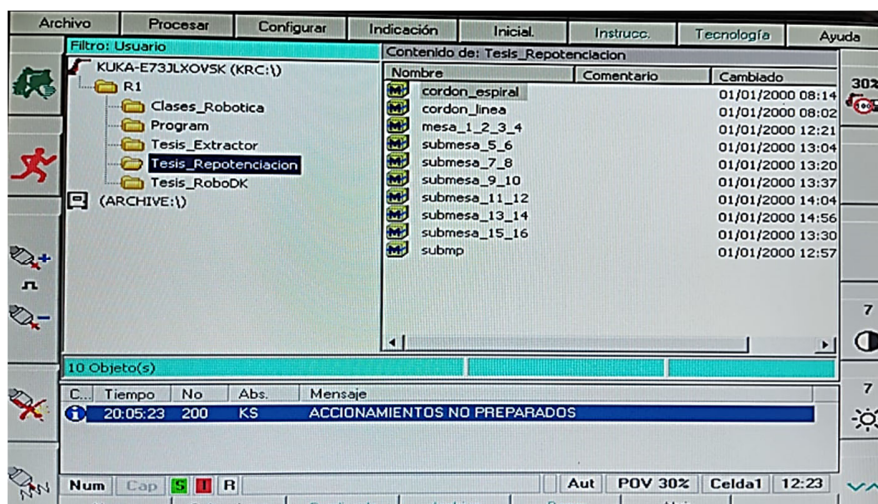 Archivo Procesar Configurar Indicación Inicial. Instrucc. Tecnología Ayuda
Filtro: Usuario
Contenido de: Tesis_Repotenciacion
KUKA-E73JLXOVSK (KRC:\)
R1
Clases_Robotica
Program
Tesis_Extractor
Tesis_Repotenciacion
Tesis_RoboDK
(ARCHIVE:\)
Nombre Comentario Cambiado
cordon_espiral 01/01/2000 08:14
cordon_linea 01/01/2000 08:02
mesa_1_2_3_4 01/01/2000 12:21
submesa_5_6 01/01/2000 13:04
submesa_7_8 01/01/2000 13:20
submesa_9_10 01/01/2000 13:37
submesa_11_12 01/01/2000 14:04
submesa_13_14 01/01/2000 14:56
submesa_15_16 01/01/2000 13:30
submp 01/01/2000 12:57
30%
7
7
10 Objeto(s)
C... Tiempo No Abs. Mensaje
20:05:23 200 KS ACCIONAMIENTOS NO PREPARADOS
Num Cap S I R Aut POV 30% Celda1 12:23